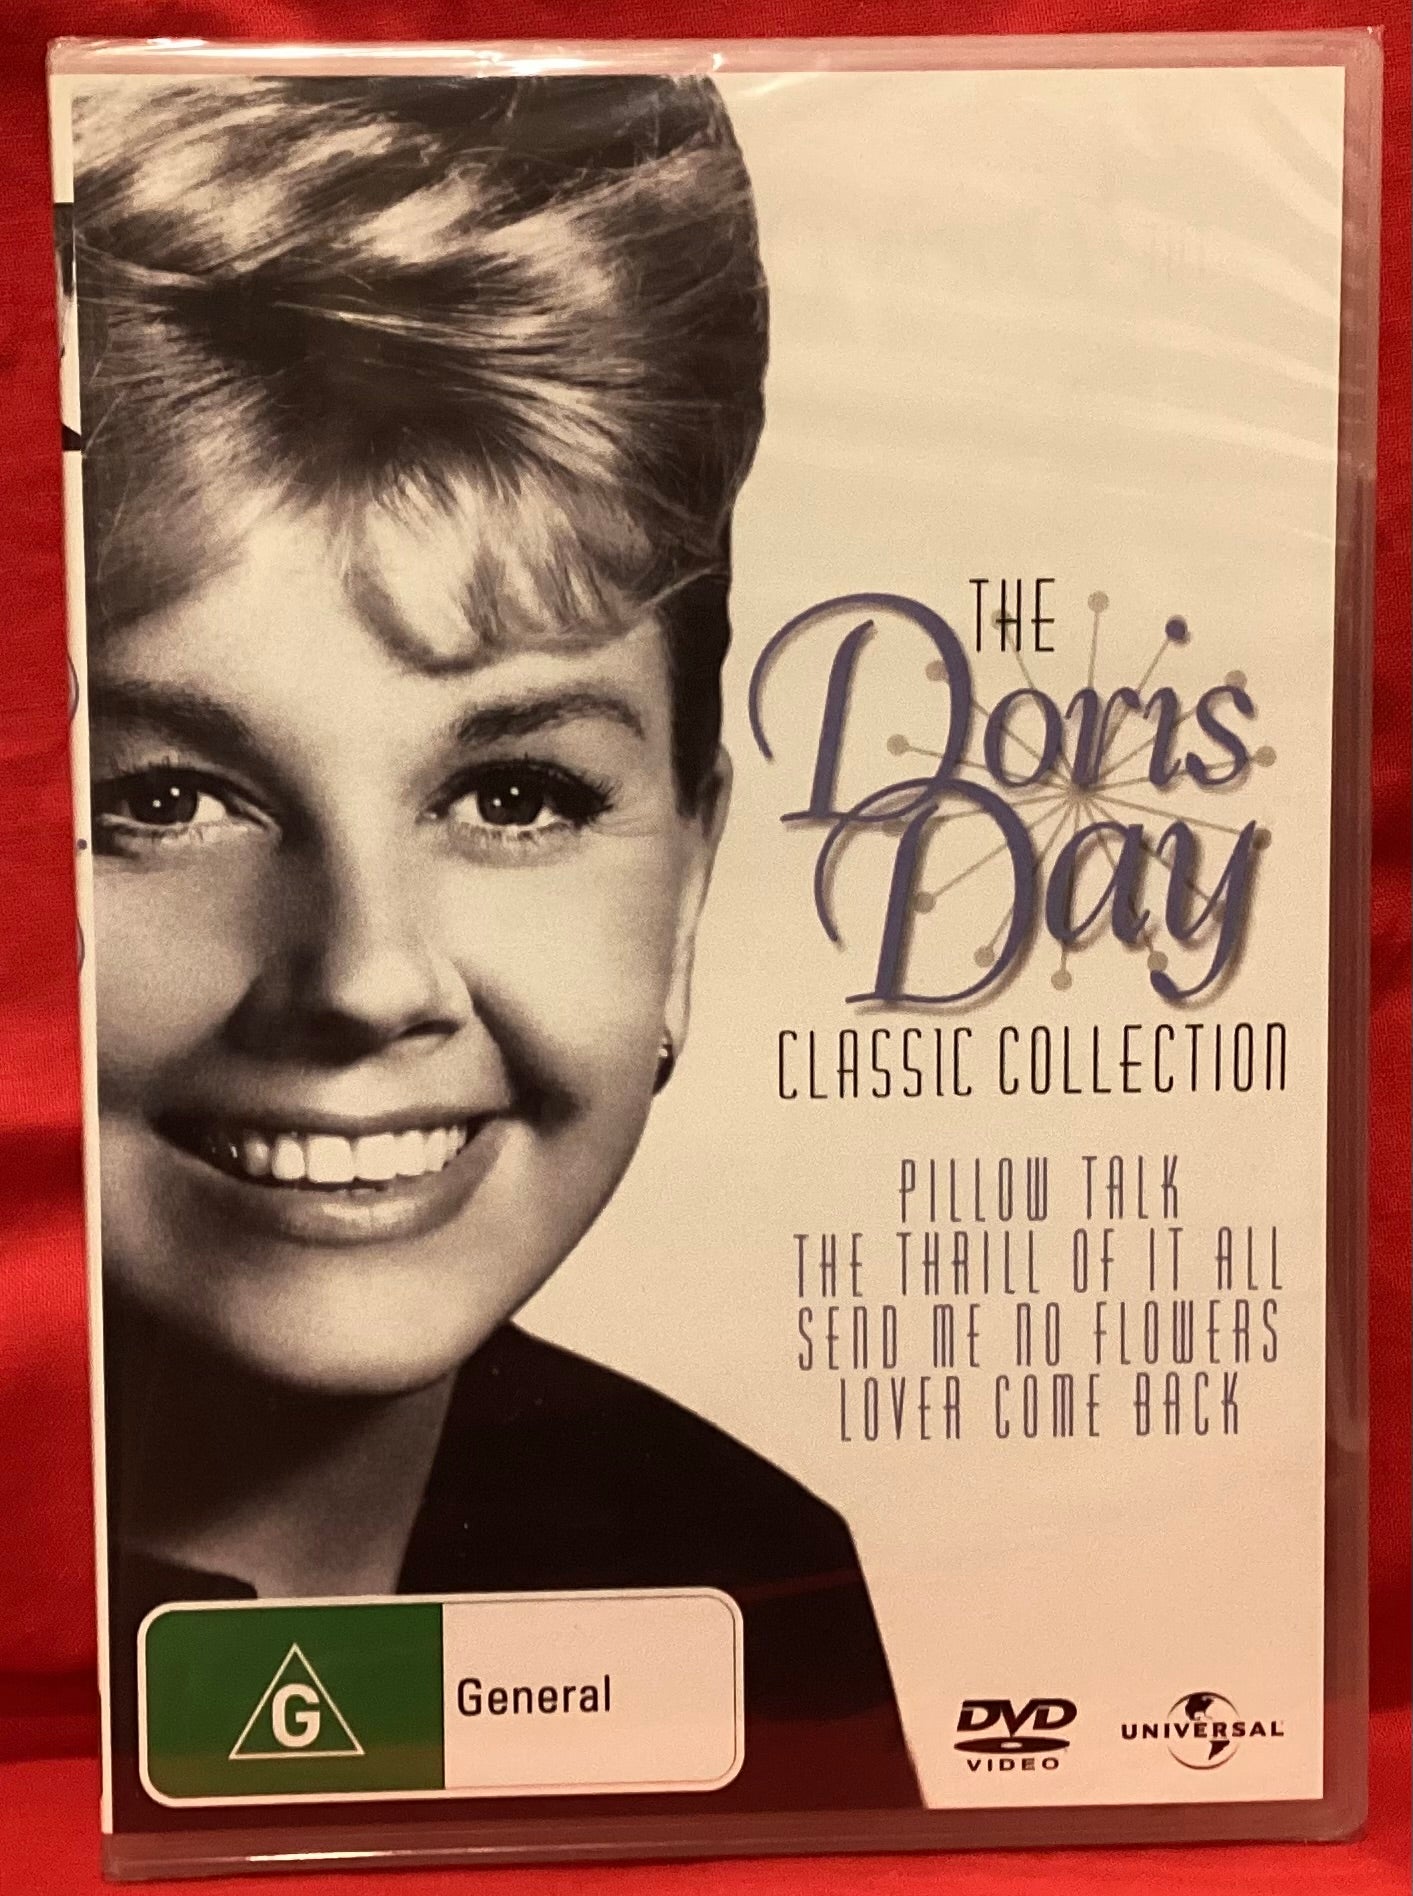 THE
Doris
Day
CLASSIC COLLECTION
PILLOW TALK
THE THRILL OF IT ALL
SEND ME NO FLOWERS
LOVER COME BACK
G
General
DVD
VIDEO
UNIVERSAL